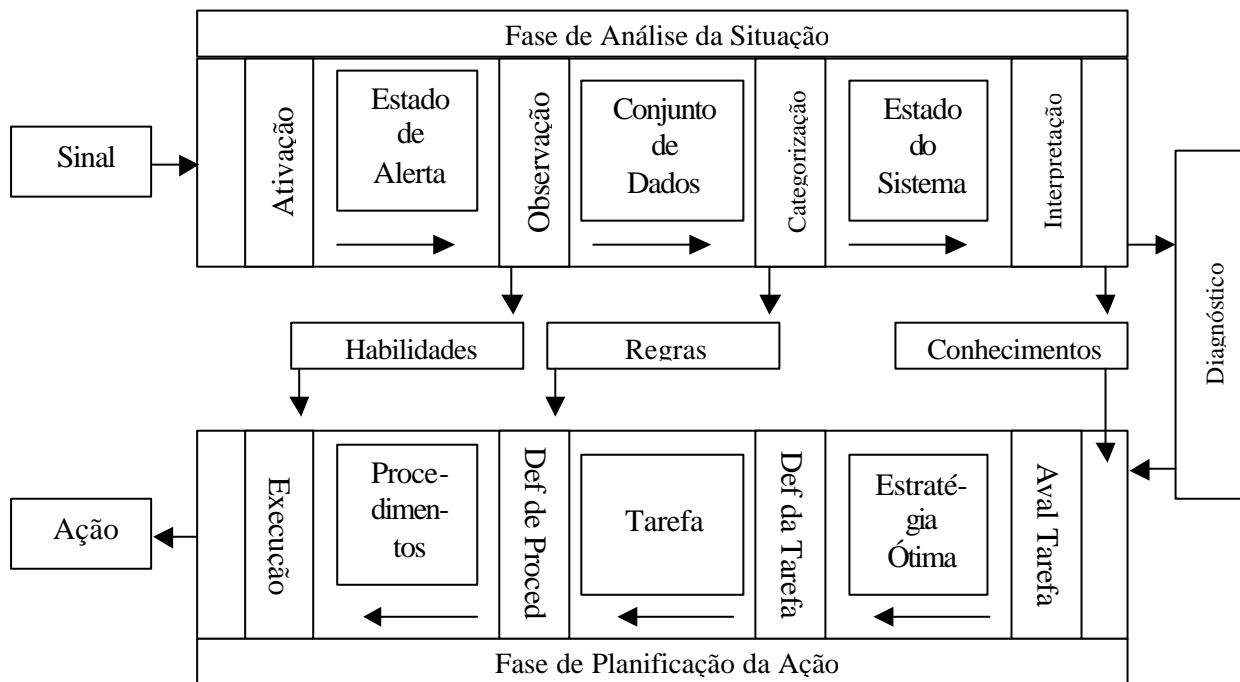 Fase de Análise da Situação
Sinal
Ativação
Estado
de
Alerta
Observação
Conjunto
de
Dados
Categorização
Estado
do
Sistema
Interpretação
Diagnóstico
Habilidades
Regras
Conhecimentos
Ação
Execução
Proce-
dimen-
tos
Def de Proced
Tarefa
Def da Tarefa
Estraté-
gia
Ótima
Aval Tarefa
Fase de Planificação da Ação